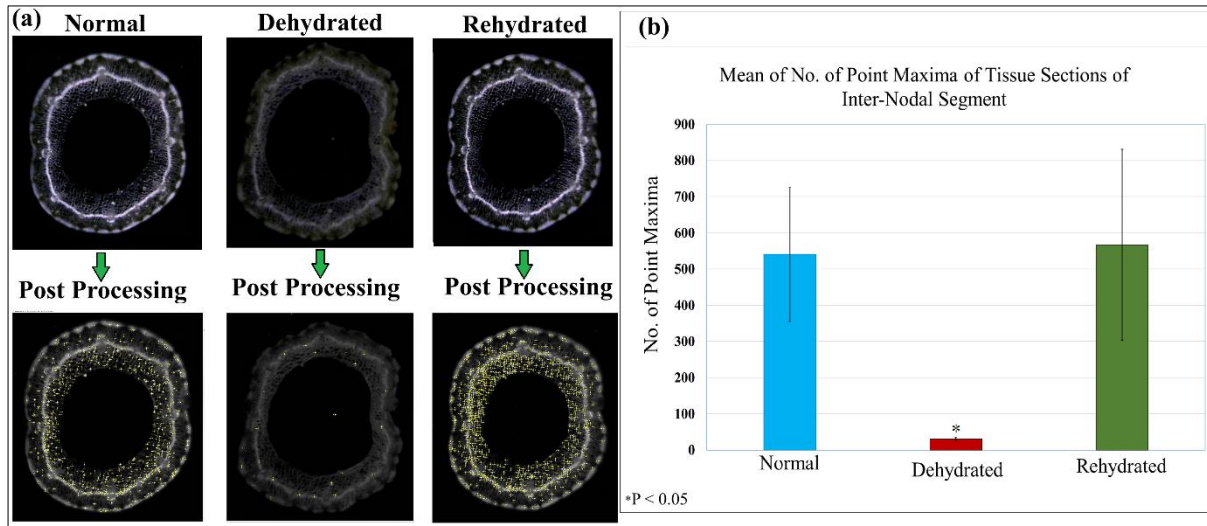 (a)
Normal
Dehydrated
Rehydrated
Post Processing
Post Processing
Post Processing
(b)
Mean of No. of Point Maxima of Tissue Sections of
Inter-Nodal Segment
No. of Point Maxima
900
800
700
600
500
400
300
200
100
0
*
Normal
Dehydrated
Rehydrated
*P < 0.05